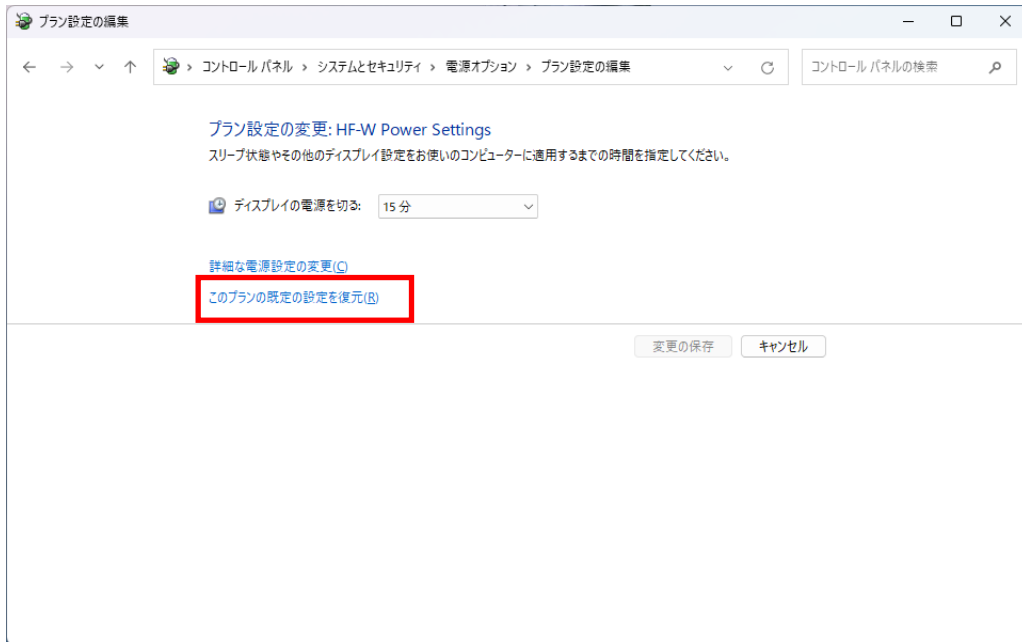 プラン設定の編集
コントロール パネル › システムとセキュリティ › 電源オプション › プラン設定の編集
コントロール パネルの検索
プラン設定の変更: HF-W Power Settings
スリープ状態やその他のディスプレイ設定をお使いのコンピューターに適用するまでの時間を指定してください。
ディスプレイの電源を切る: 15 分
詳細な電源設定の変更(C)
このプランの既定の設定を復元(R)
変更の保存 キャンセル